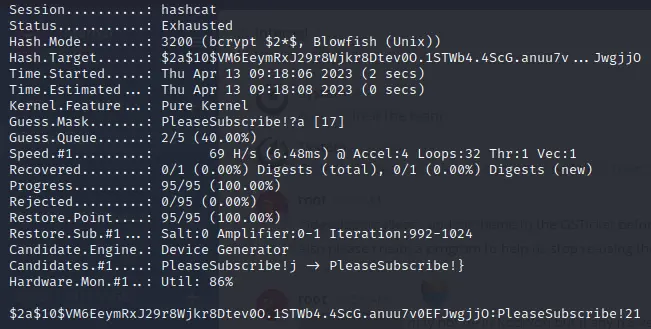 Session..........: hashcat
Status...........: Exhausted
Hash.Mode........: 3200 (bcrypt $2*$, Blowfish (Unix))
Hash.Target......: $2a$10$VM6EeymRxJ29r8Wjkr8Dtev0O.1STWb4.4ScG.anuu7v...JwgjjO
Time.Started.....: Thu Apr 13 09:18:06 2023 (2 secs)
Time.Estimated...: Thu Apr 13 09:18:08 2023 (0 secs)
Kernel.Feature...: Pure Kernel
Guess.Mask.......: PleaseSubscribe!?a [17]
Guess.Queue......: 2/5 (40.00%)
Speed.#1.........:       69 H/s (6.48ms) @ Accel:4 Loops:32 Thr:1 Vec:1
Recovered........: 0/1 (0.00%) Digests (total), 0/1 (0.00%) Digests (new)
Progress.........: 95/95 (100.00%)
Rejected.........: 0/95 (0.00%)
Restore.Point....: 95/95 (100.00%)
Restore.Sub.#1...: Salt:0 Amplifier:0-1 Iteration:992-1024
Candidate.Engine.: Device Generator
Candidates.#1....: PleaseSubscribe!j -> PleaseSubscribe!}
Hardware.Mon.#1..: Util: 86%
$2a$10$VM6EeymRxJ29r8Wjkr8Dtev0O.1STWb4.4ScG.anuu7v0EFJwgjjO:PleaseSubscribe!21